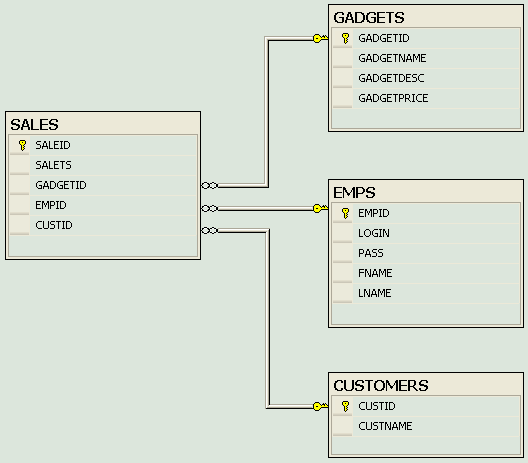 SALES
SALEID
SALETS
GADGETID
EMPID
CUSTID
GADGETS
GADGETID
GADGETNAME
GADGETDESC
GADGETPRICE
EMPS
EMPID
LOGIN
PASS
FNAME
LNAME
CUSTOMERS
CUSTID
CUSTNAME